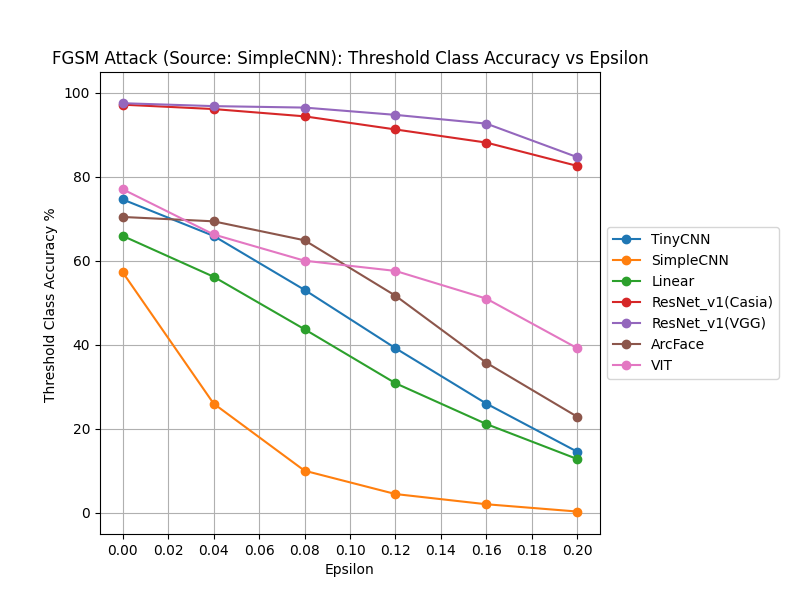 FGSM Attack (Source: SimpleCNN): Threshold Class Accuracy vs Epsilon
Threshold Class Accuracy %
100
80
60
40
20
0
0.00 0.02 0.04 0.06 0.08 0.10 0.12 0.14 0.16 0.18 0.20
Epsilon
TinyCNN
SimpleCNN
Linear
ResNet_v1(Casia)
ResNet_v1(VGG)
ArcFace
VIT